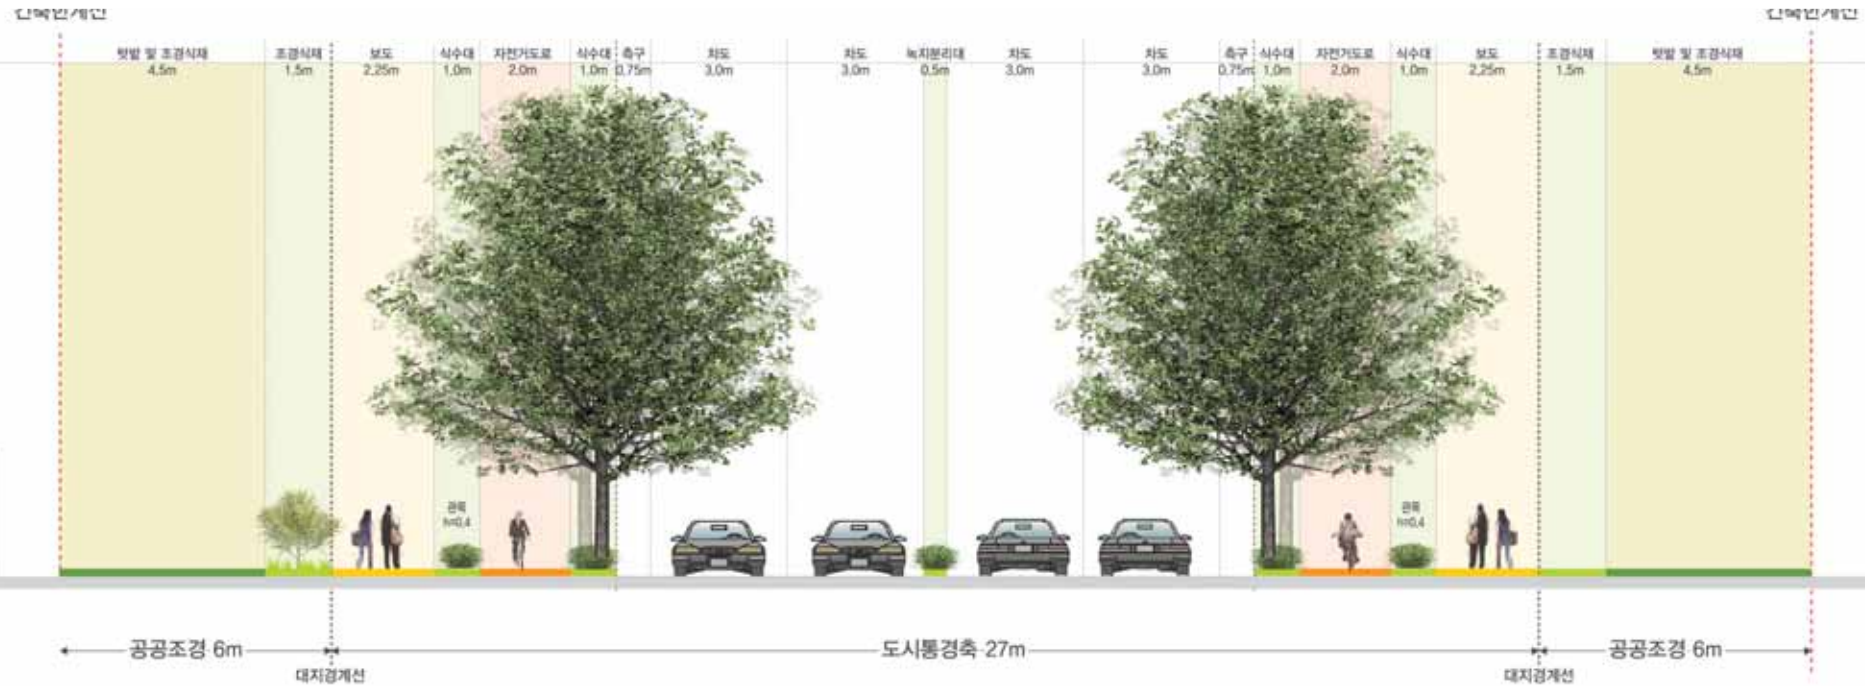 건축한계선 건축한계선
텃밭 및 조경식재 조경식재 보도 식수대 자전거도로 식수대 측구 차도 차도 녹지분리대 차도 차도 측구 식수대 자전거도로 식수대 보도 조경식재 텃밭 및 조경식재
4.5m 1.5m 2.25m 1.0m 2.0m 1.0m 0.75m 3.0m 3.0m 0.5m 3.0m 3.0m 0.75m 1.0m 2.0m 1.0m 2.25m 1.5m 4.5m
관목 관목
h=0.4 h=0.4
공공조경 6m 도시통경축 27m 공공조경 6m
대지경계선 대지경계선